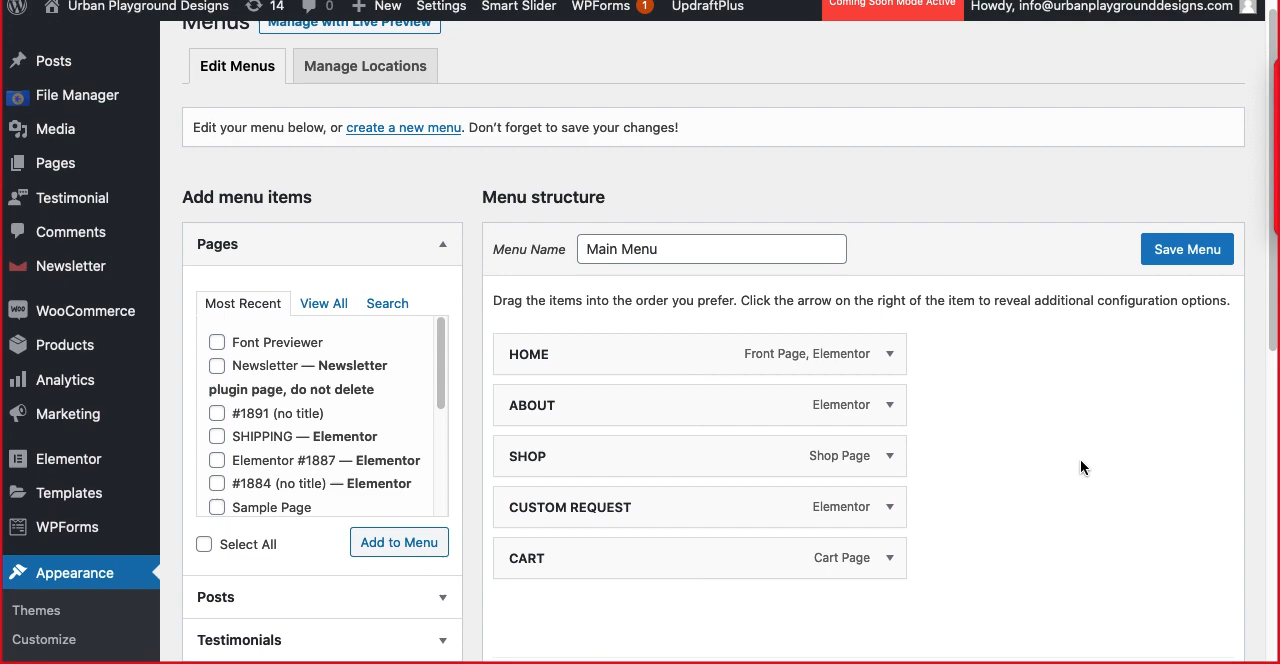 Urban Playground Designs 14 0 New Settings Smart Slider WPForms 1 UpdraftPlus Coming Soon Mode Active Howdy, info@urbanplaygrounddesigns.com
Menus Manage with Live Preview
Edit Menus Manage Locations
Edit your menu below, or create a new menu. Don’t forget to save your changes!
Posts
File Manager
Media
Pages
Testimonial
Comments
Newsletter
WooCommerce
Products
Analytics
Marketing
Elementor
Templates
WPForms
Appearance
Themes
Customize
Add menu items
Pages
Most Recent View All Search
Font Previewer
Newsletter — Newsletter
plugin page, do not delete
#1891 (no title)
SHIPPING — Elementor
Elementor #1887 — Elementor
#1884 (no title) — Elementor
Sample Page
Select All Add to Menu
Posts
Testimonials
Menu structure
Menu Name Main Menu Save Menu
Drag the items into the order you prefer. Click the arrow on the right of the item to reveal additional configuration options.
HOME Front Page, Elementor
ABOUT Elementor
SHOP Shop Page
CUSTOM REQUEST Elementor
CART Cart Page